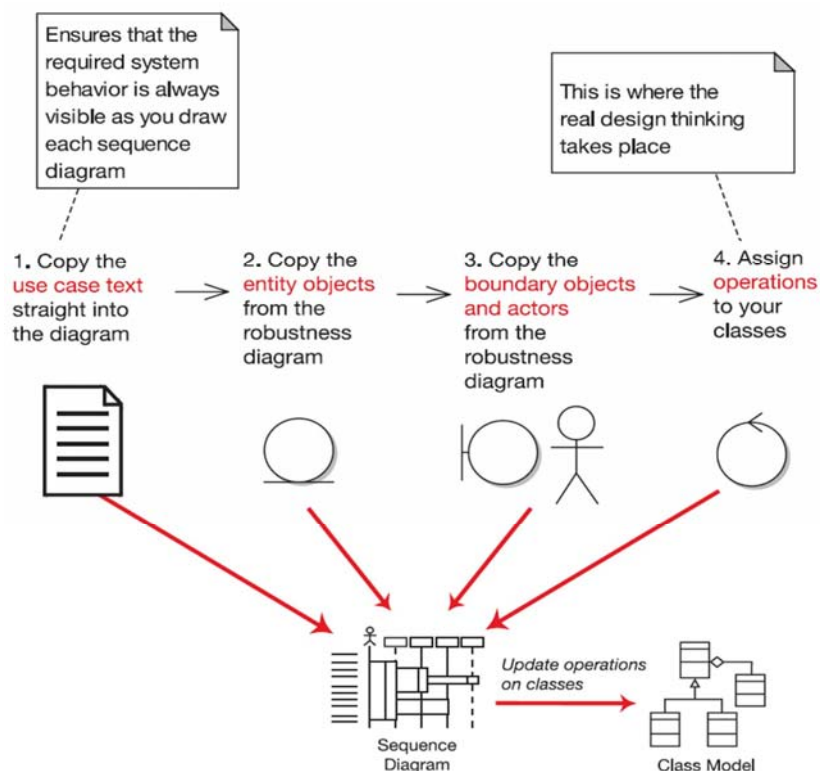 Ensures that the
required system
behavior is always
visible as you draw
each sequence
diagram
This is where the
real design thinking
takes place
1. Copy the
use case text
straight into
the diagram
2. Copy the
entity objects
from the
robustness
diagram
3. Copy the
boundary objects
and actors
from the
robustness
diagram
4. Assign
operations
to your
classes
Update operations
on classes
Sequence
Diagram
Class Model